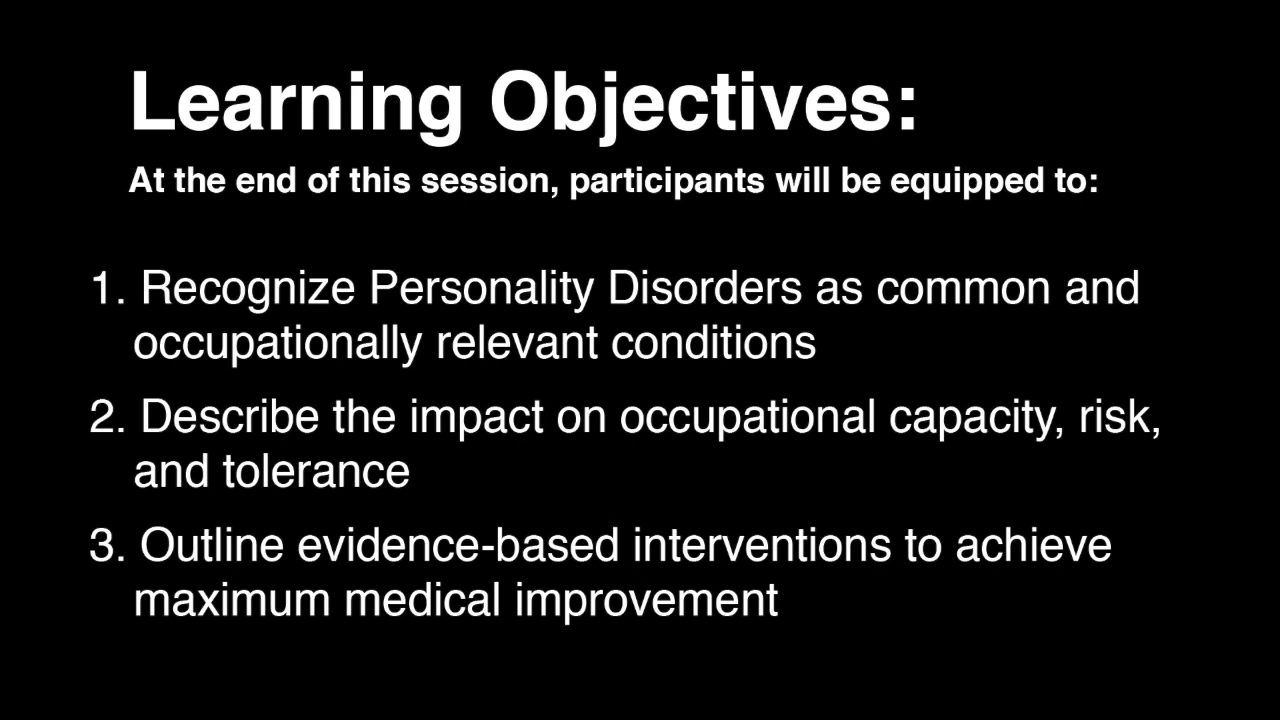 Learning Objectives:
At the end of this session, participants will be equipped to:
1. Recognize Personality Disorders as common and
occupationally relevant conditions
2. Describe the impact on occupational capacity, risk,
and tolerance
3. Outline evidence-based interventions to achieve
maximum medical improvement